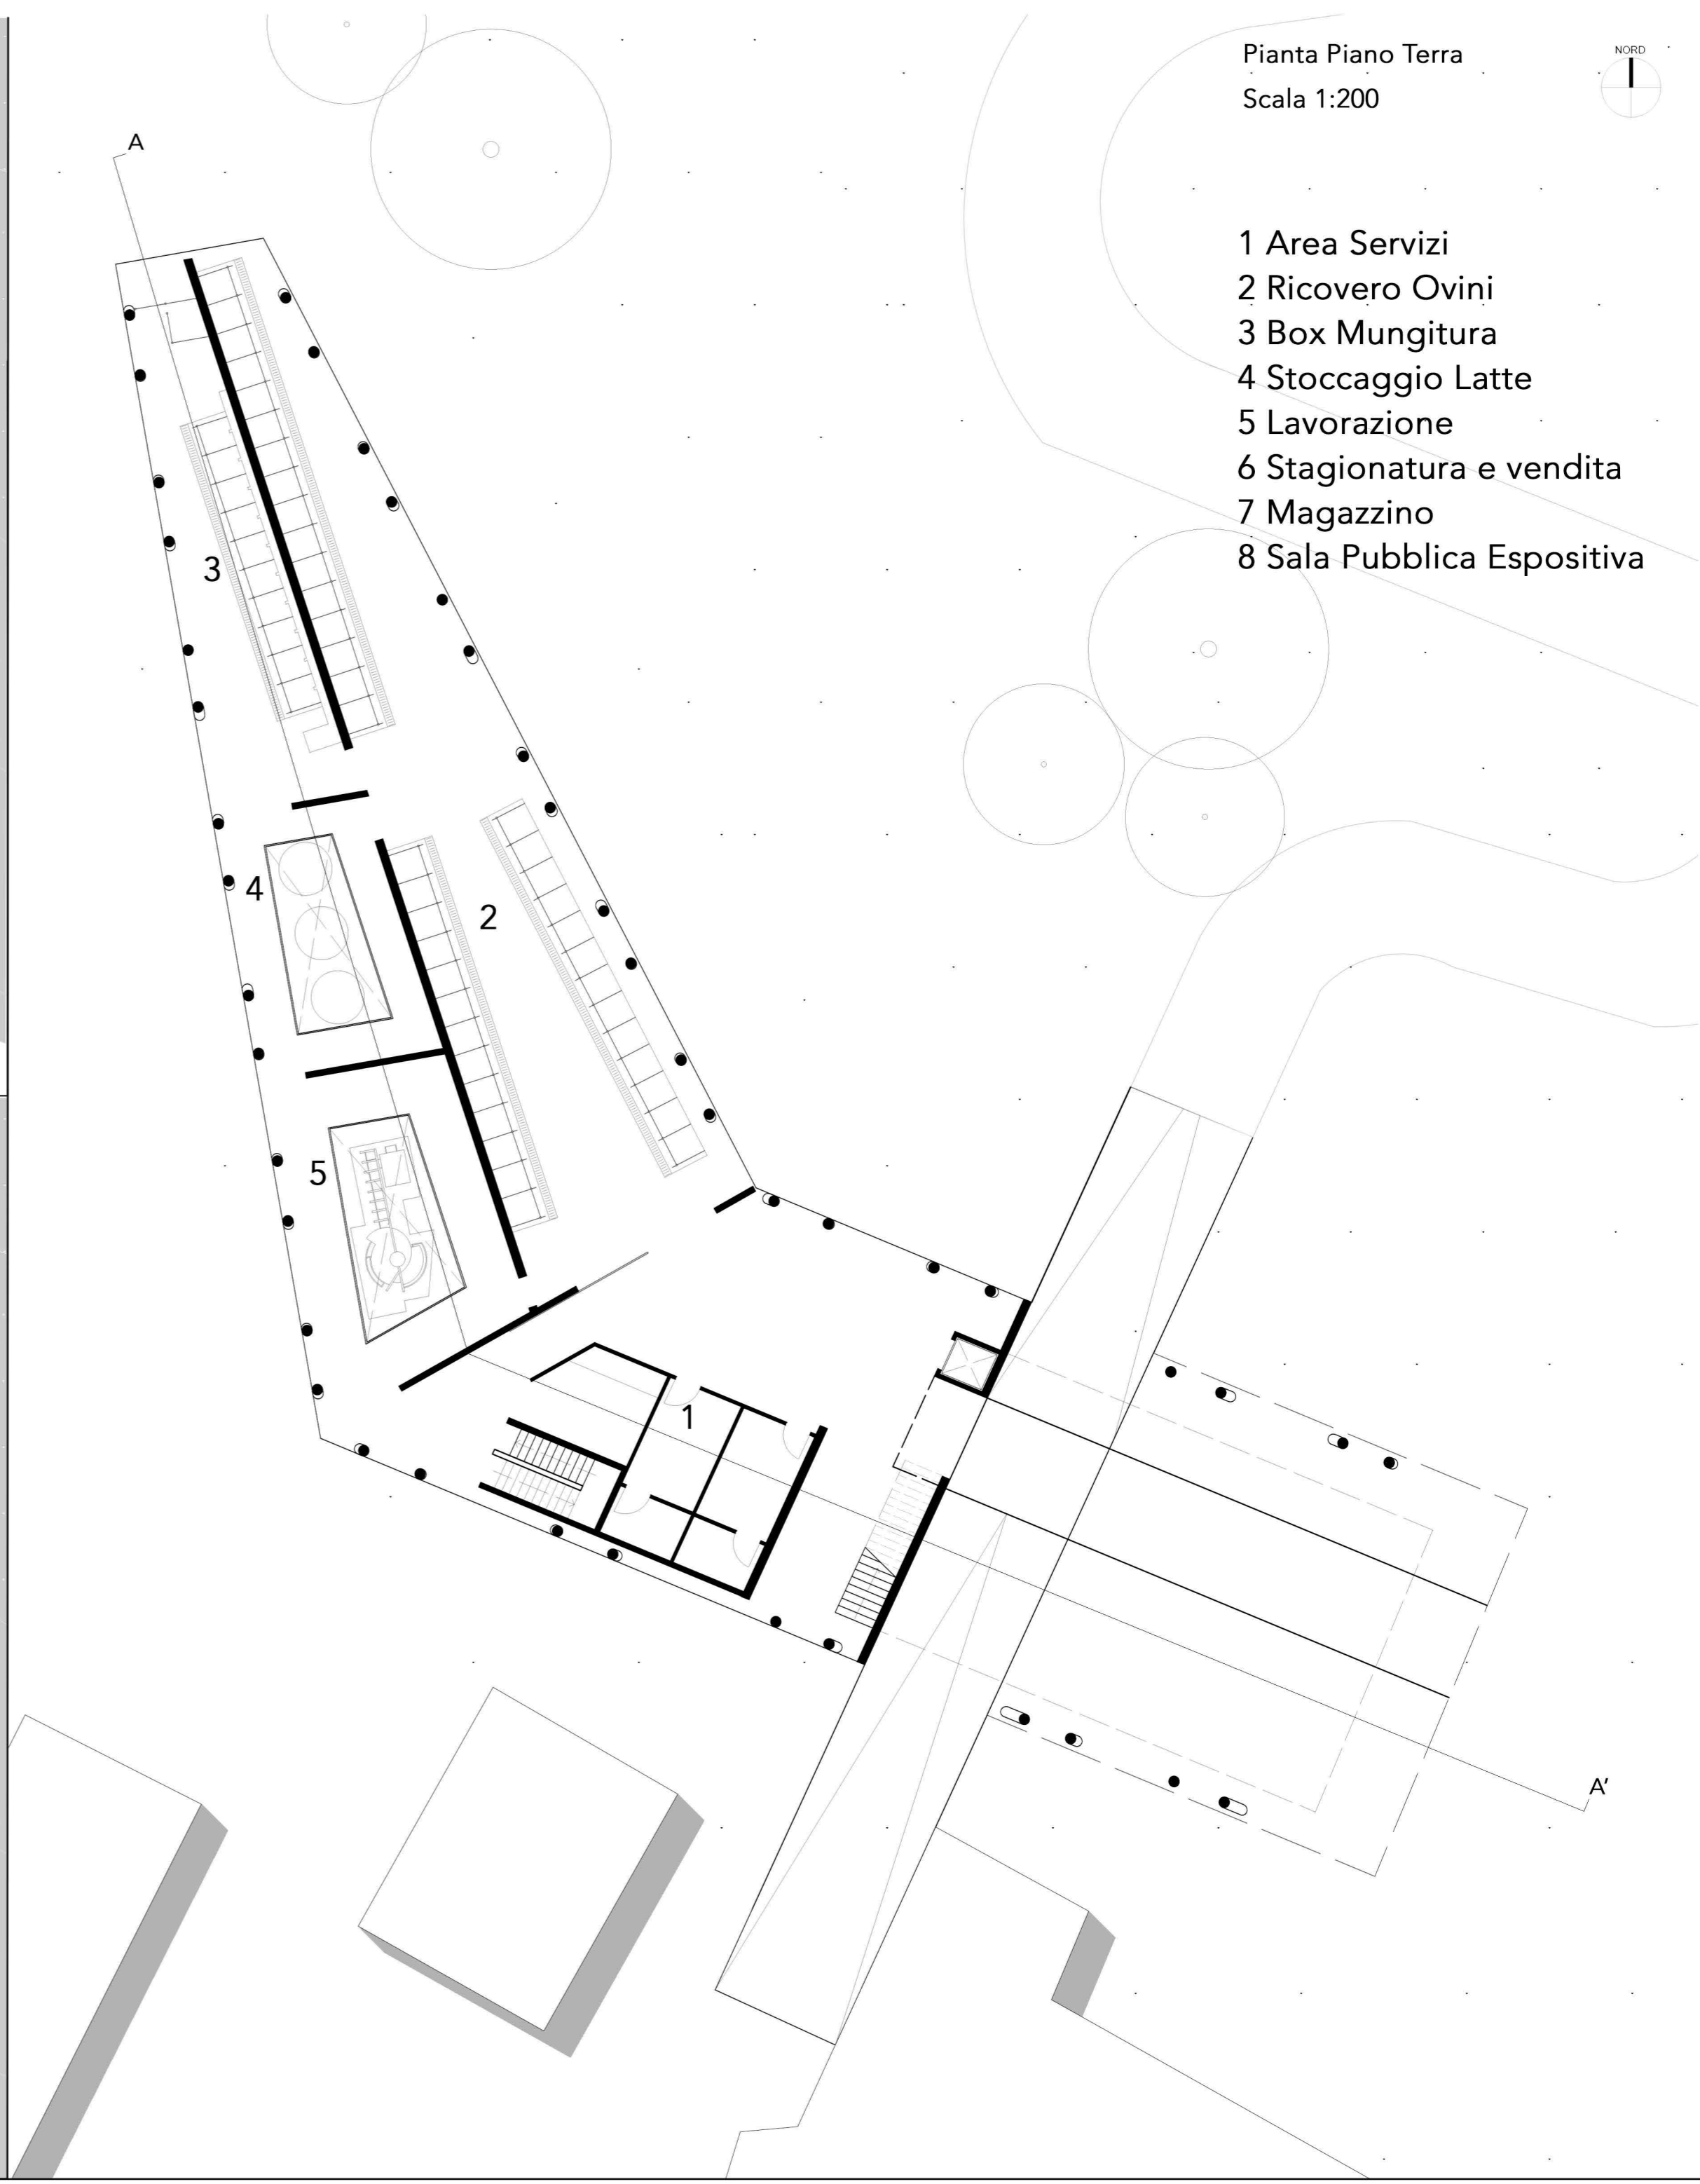 Pianta Piano Terra
Scala 1:200
NORD
A
1 Area Servizi
2 Ricovero Ovini
3 Box Mungitura
4 Stoccaggio Latte
5 Lavorazione
6 Stagionatura e vendita
7 Magazzino
8 Sala Pubblica Espositiva
3
4
2
5
1
A’